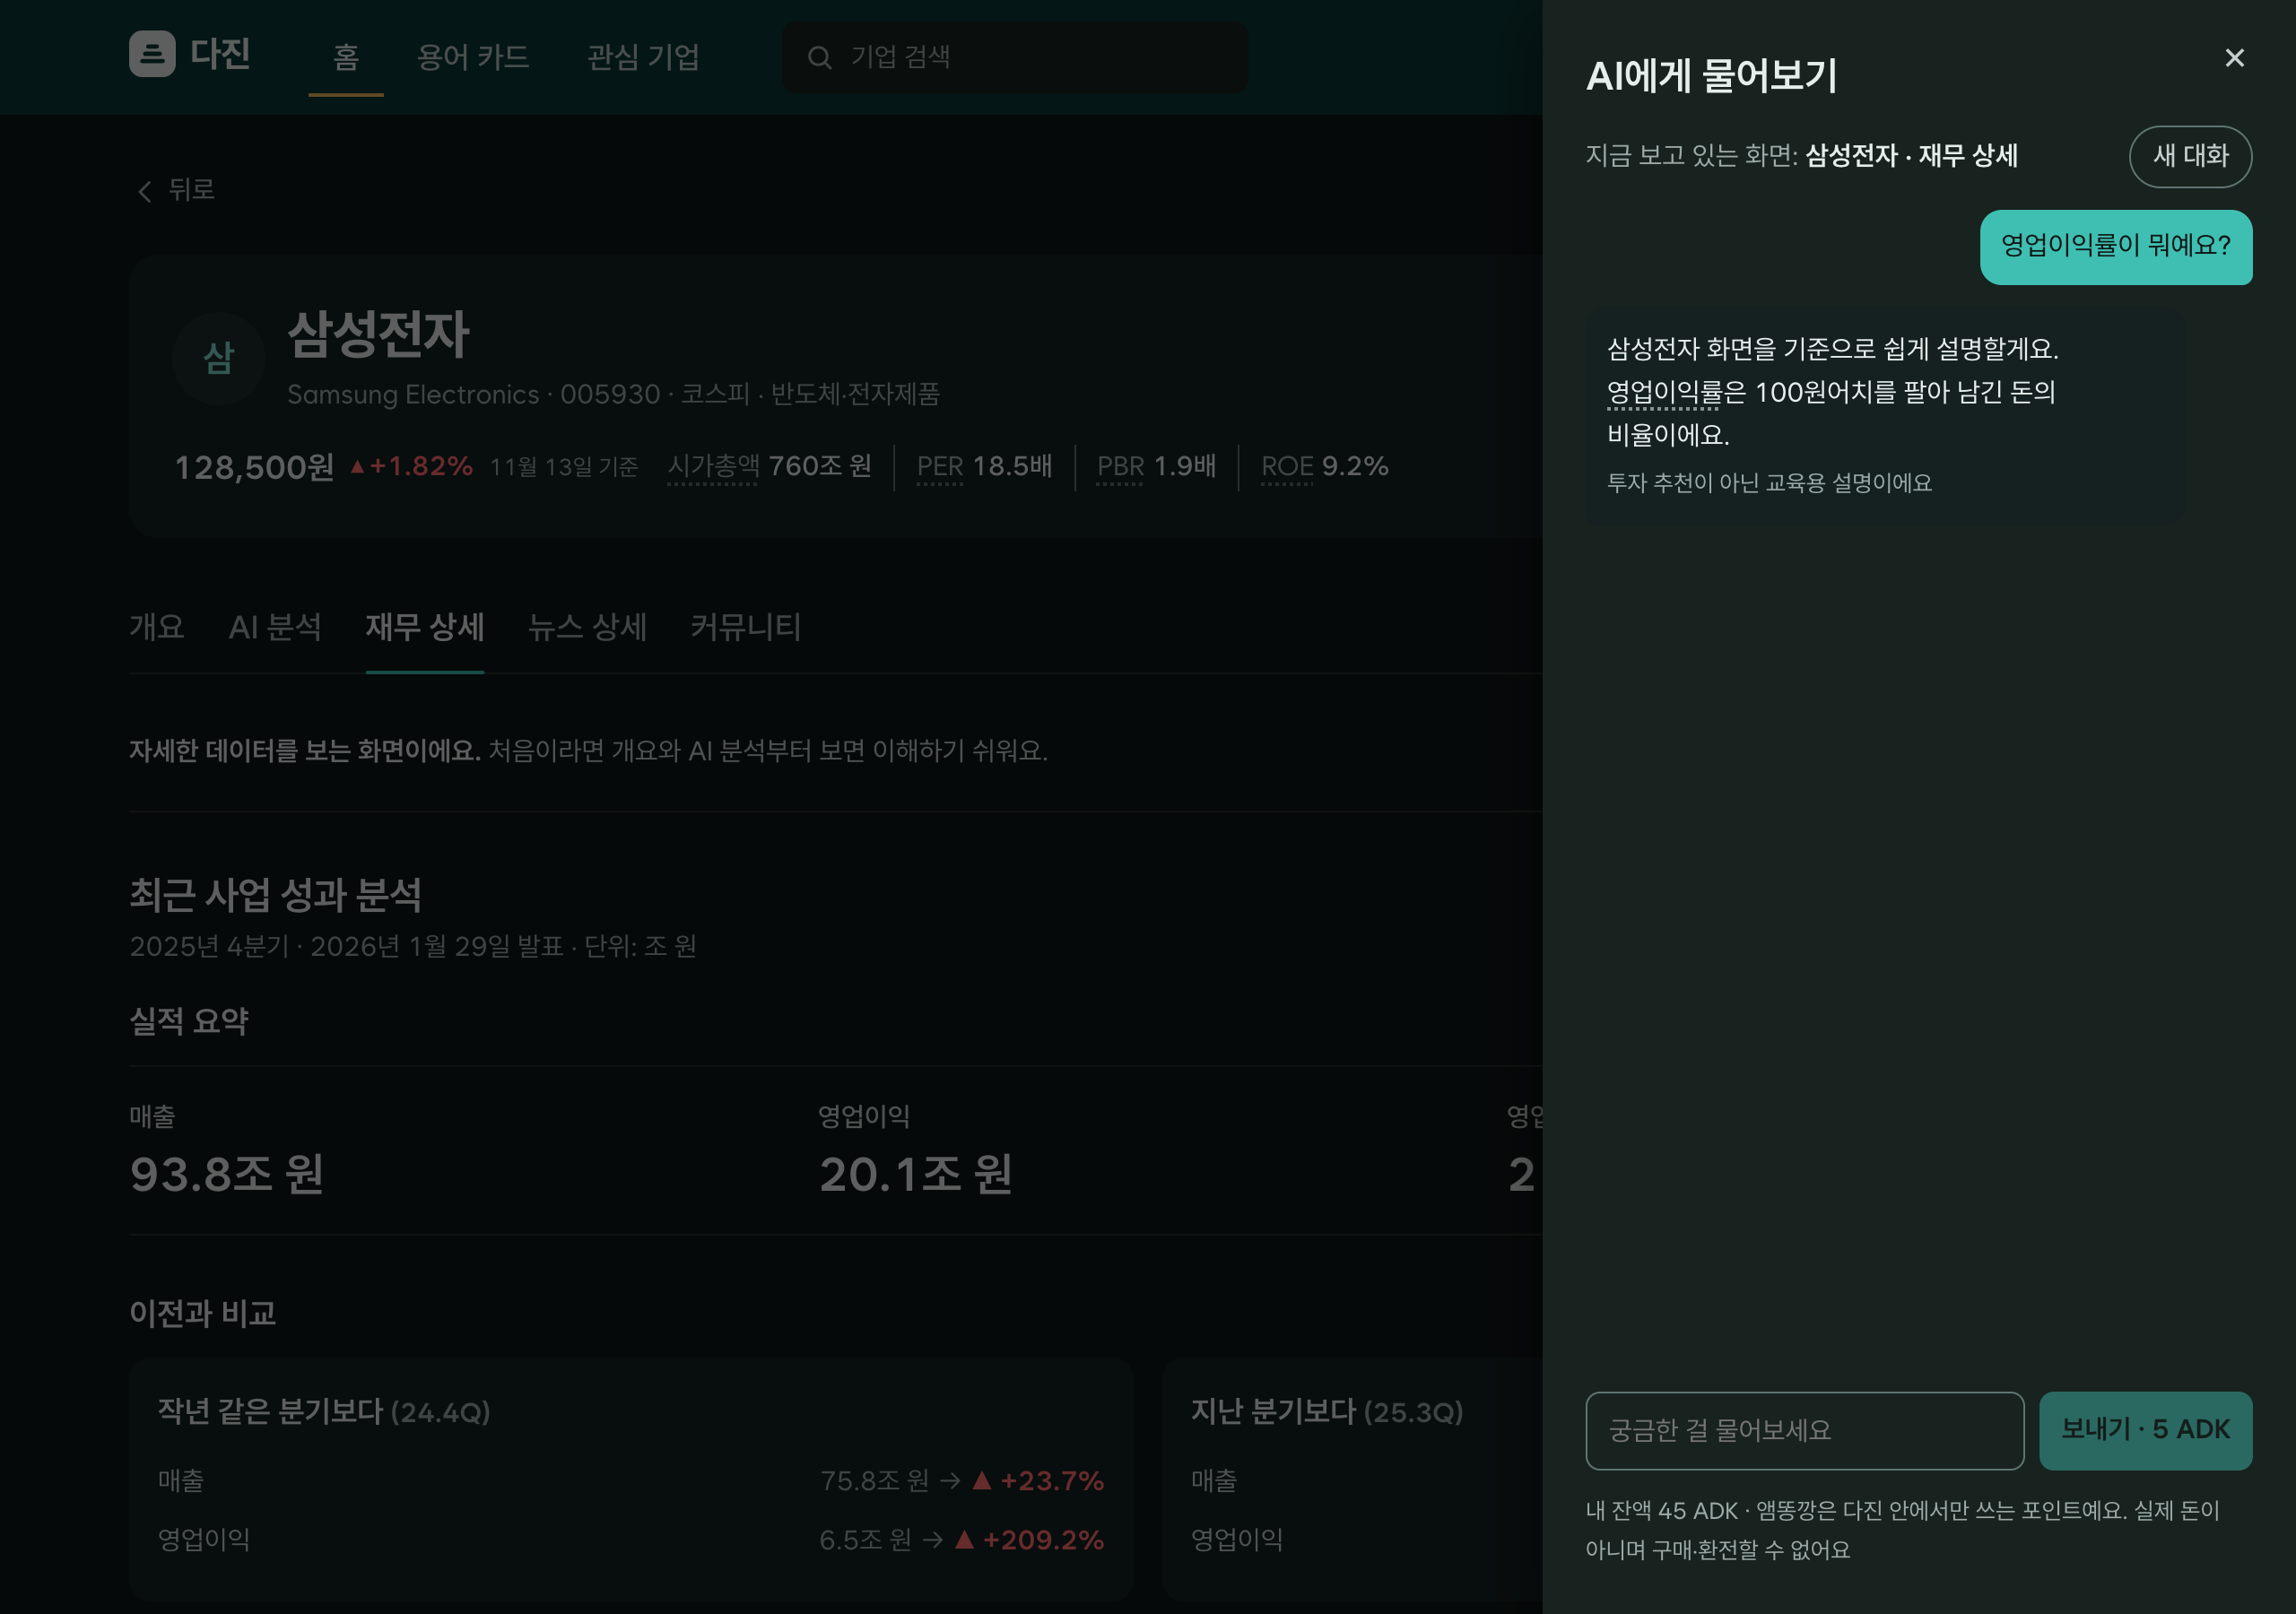 다진
홈
용어 카드
관심 기업
기업 검색
뒤로
삼
삼성전자
Samsung Electronics · 005930 · 코스피 · 반도체·전자제품
128,500원 ▲+1.82% 11월 13일 기준 시가총액 760조 원 PER 18.5배 PBR 1.9배 ROE 9.2%
개요 AI 분석 재무 상세 뉴스 상세 커뮤니티
자세한 데이터를 보는 화면이에요. 처음이라면 개요와 AI 분석부터 보면 이해하기 쉬워요.
최근 사업 성과 분석
2025년 4분기 · 2026년 1월 29일 발표 · 단위: 조 원
실적 요약
매출
93.8조 원
영업이익
20.1조 원
2
이전과 비교
작년 같은 분기보다 (24.4Q)
매출 75.8조 원 → ▲ +23.7%
영업이익 6.5조 원 → ▲ +209.2%
지난 분기보다 (25.3Q)
매출
영업이익
AI에게 물어보기
지금 보고 있는 화면: 삼성전자 · 재무 상세
새 대화
영업이익률이 뭐예요?
삼성전자 화면을 기준으로 쉽게 설명할게요.
영업이익률은 100원어치를 팔아 남긴 돈의
비율이에요.
투자 추천이 아닌 교육용 설명이에요
궁금한 걸 물어보세요
보내기 · 5 ADK
내 잔액 45 ADK · 앰똥깡은 다진 안에서만 쓰는 포인트예요. 실제 돈이
아니며 구매·환전할 수 없어요